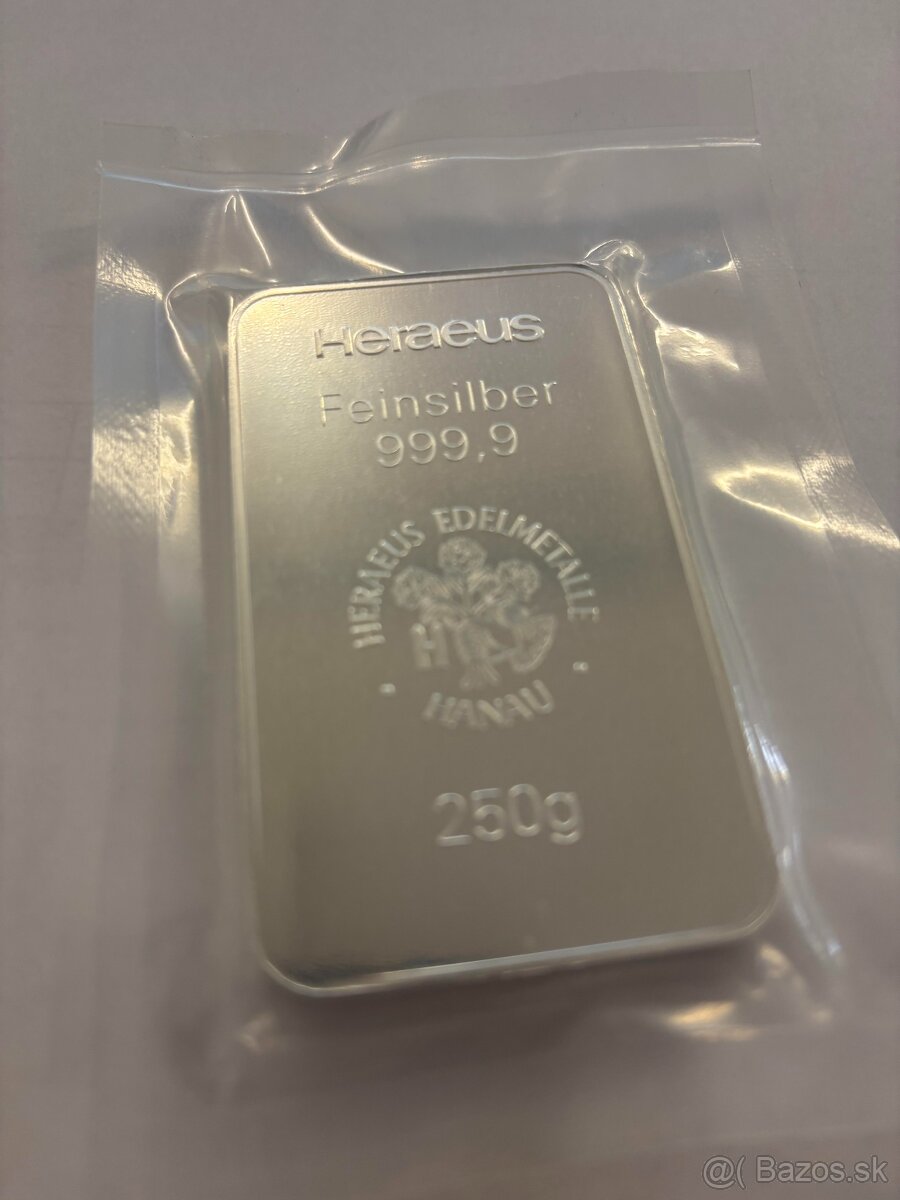 Heraeus
Feinsilber
999,9
HERAEUS EDELMETALLE
H
· HANAU ·
250g
@( Bazos.sk